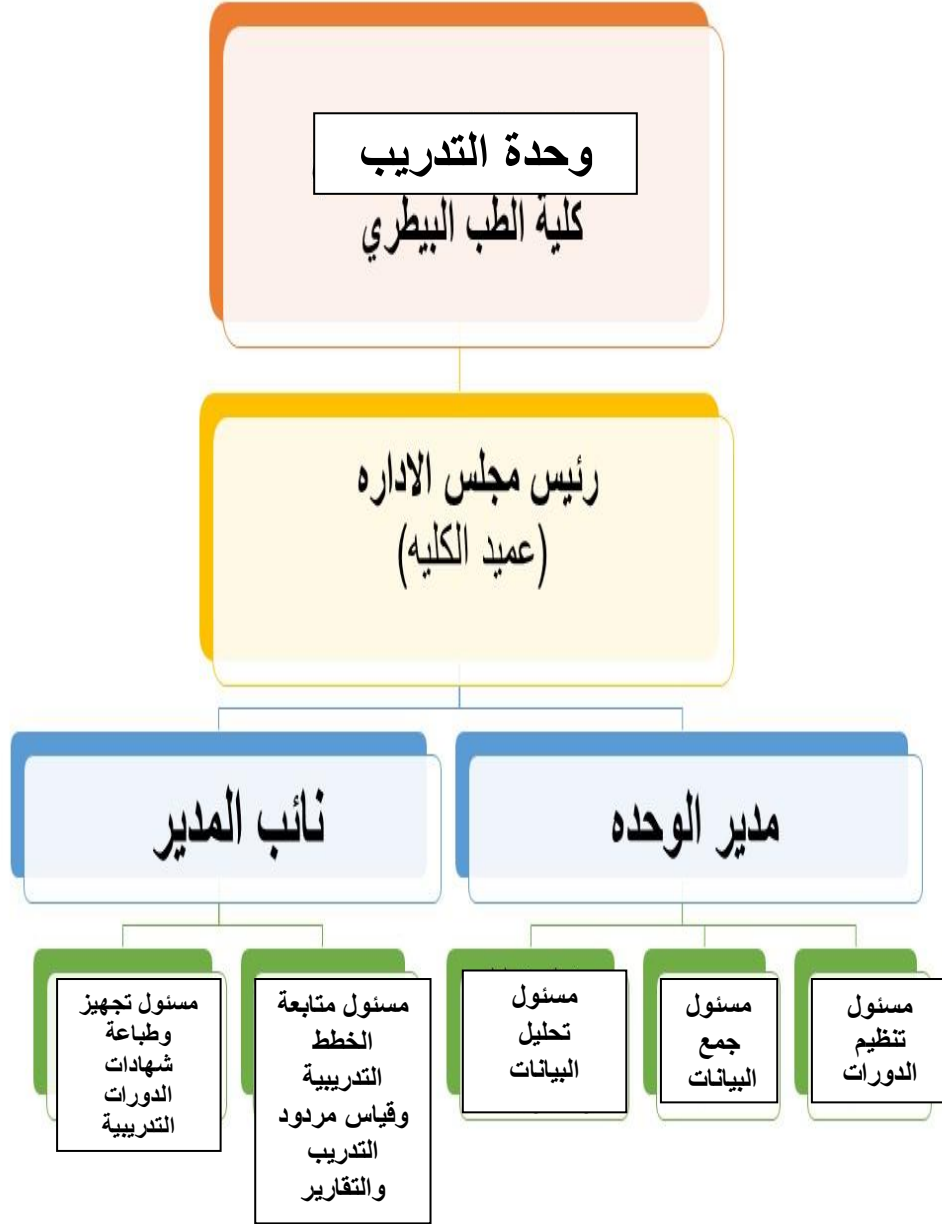 وحدة التدريب
كلية الطب البيطري
رئيس مجلس الاداره
(عميد الكليه)
مدير الوحده
نائب المدير
مسئول
تنظيم
الدورات
مسئول
جمع
البيانات
مسئول
تحليل
البيانات
مسئول متابعة
الخطط
التدريبية
وقياس مردود
التدريب
والتقارير
مسئول تجهيز
وطباعة
شهادات
الدورات
التدريبية